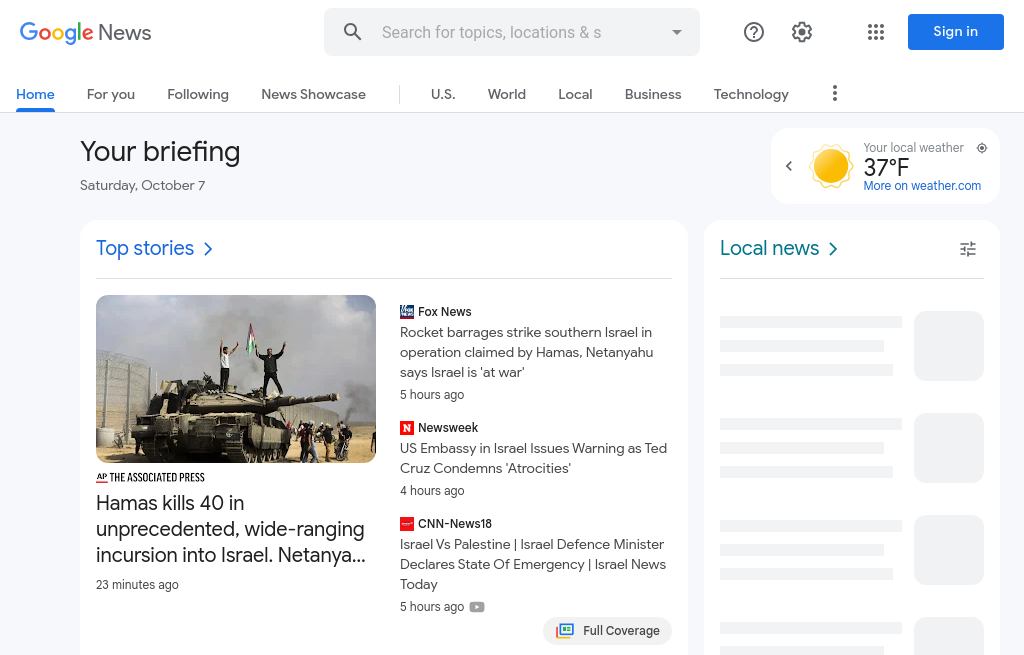 Google News
Search for topics, locations & s
Sign in
Home
For you
Following
News Showcase
U.S.
World
Local
Business
Technology
Your briefing
Saturday, October 7
Your local weather
37°F
More on weather.com
Top stories
THE ASSOCIATED PRESS
Hamas kills 40 in
unprecedented, wide-ranging
incursion into Israel. Netanya...
23 minutes ago
Fox News
Rocket barrages strike southern Israel in
operation claimed by Hamas, Netanyahu
says Israel is 'at war'
5 hours ago
Newsweek
US Embassy in Israel Issues Warning as Ted
Cruz Condemns 'Atrocities'
4 hours ago
CNN-News18
Israel Vs Palestine | Israel Defence Minister
Declares State Of Emergency | Israel News
Today
5 hours ago
Full Coverage
Local news